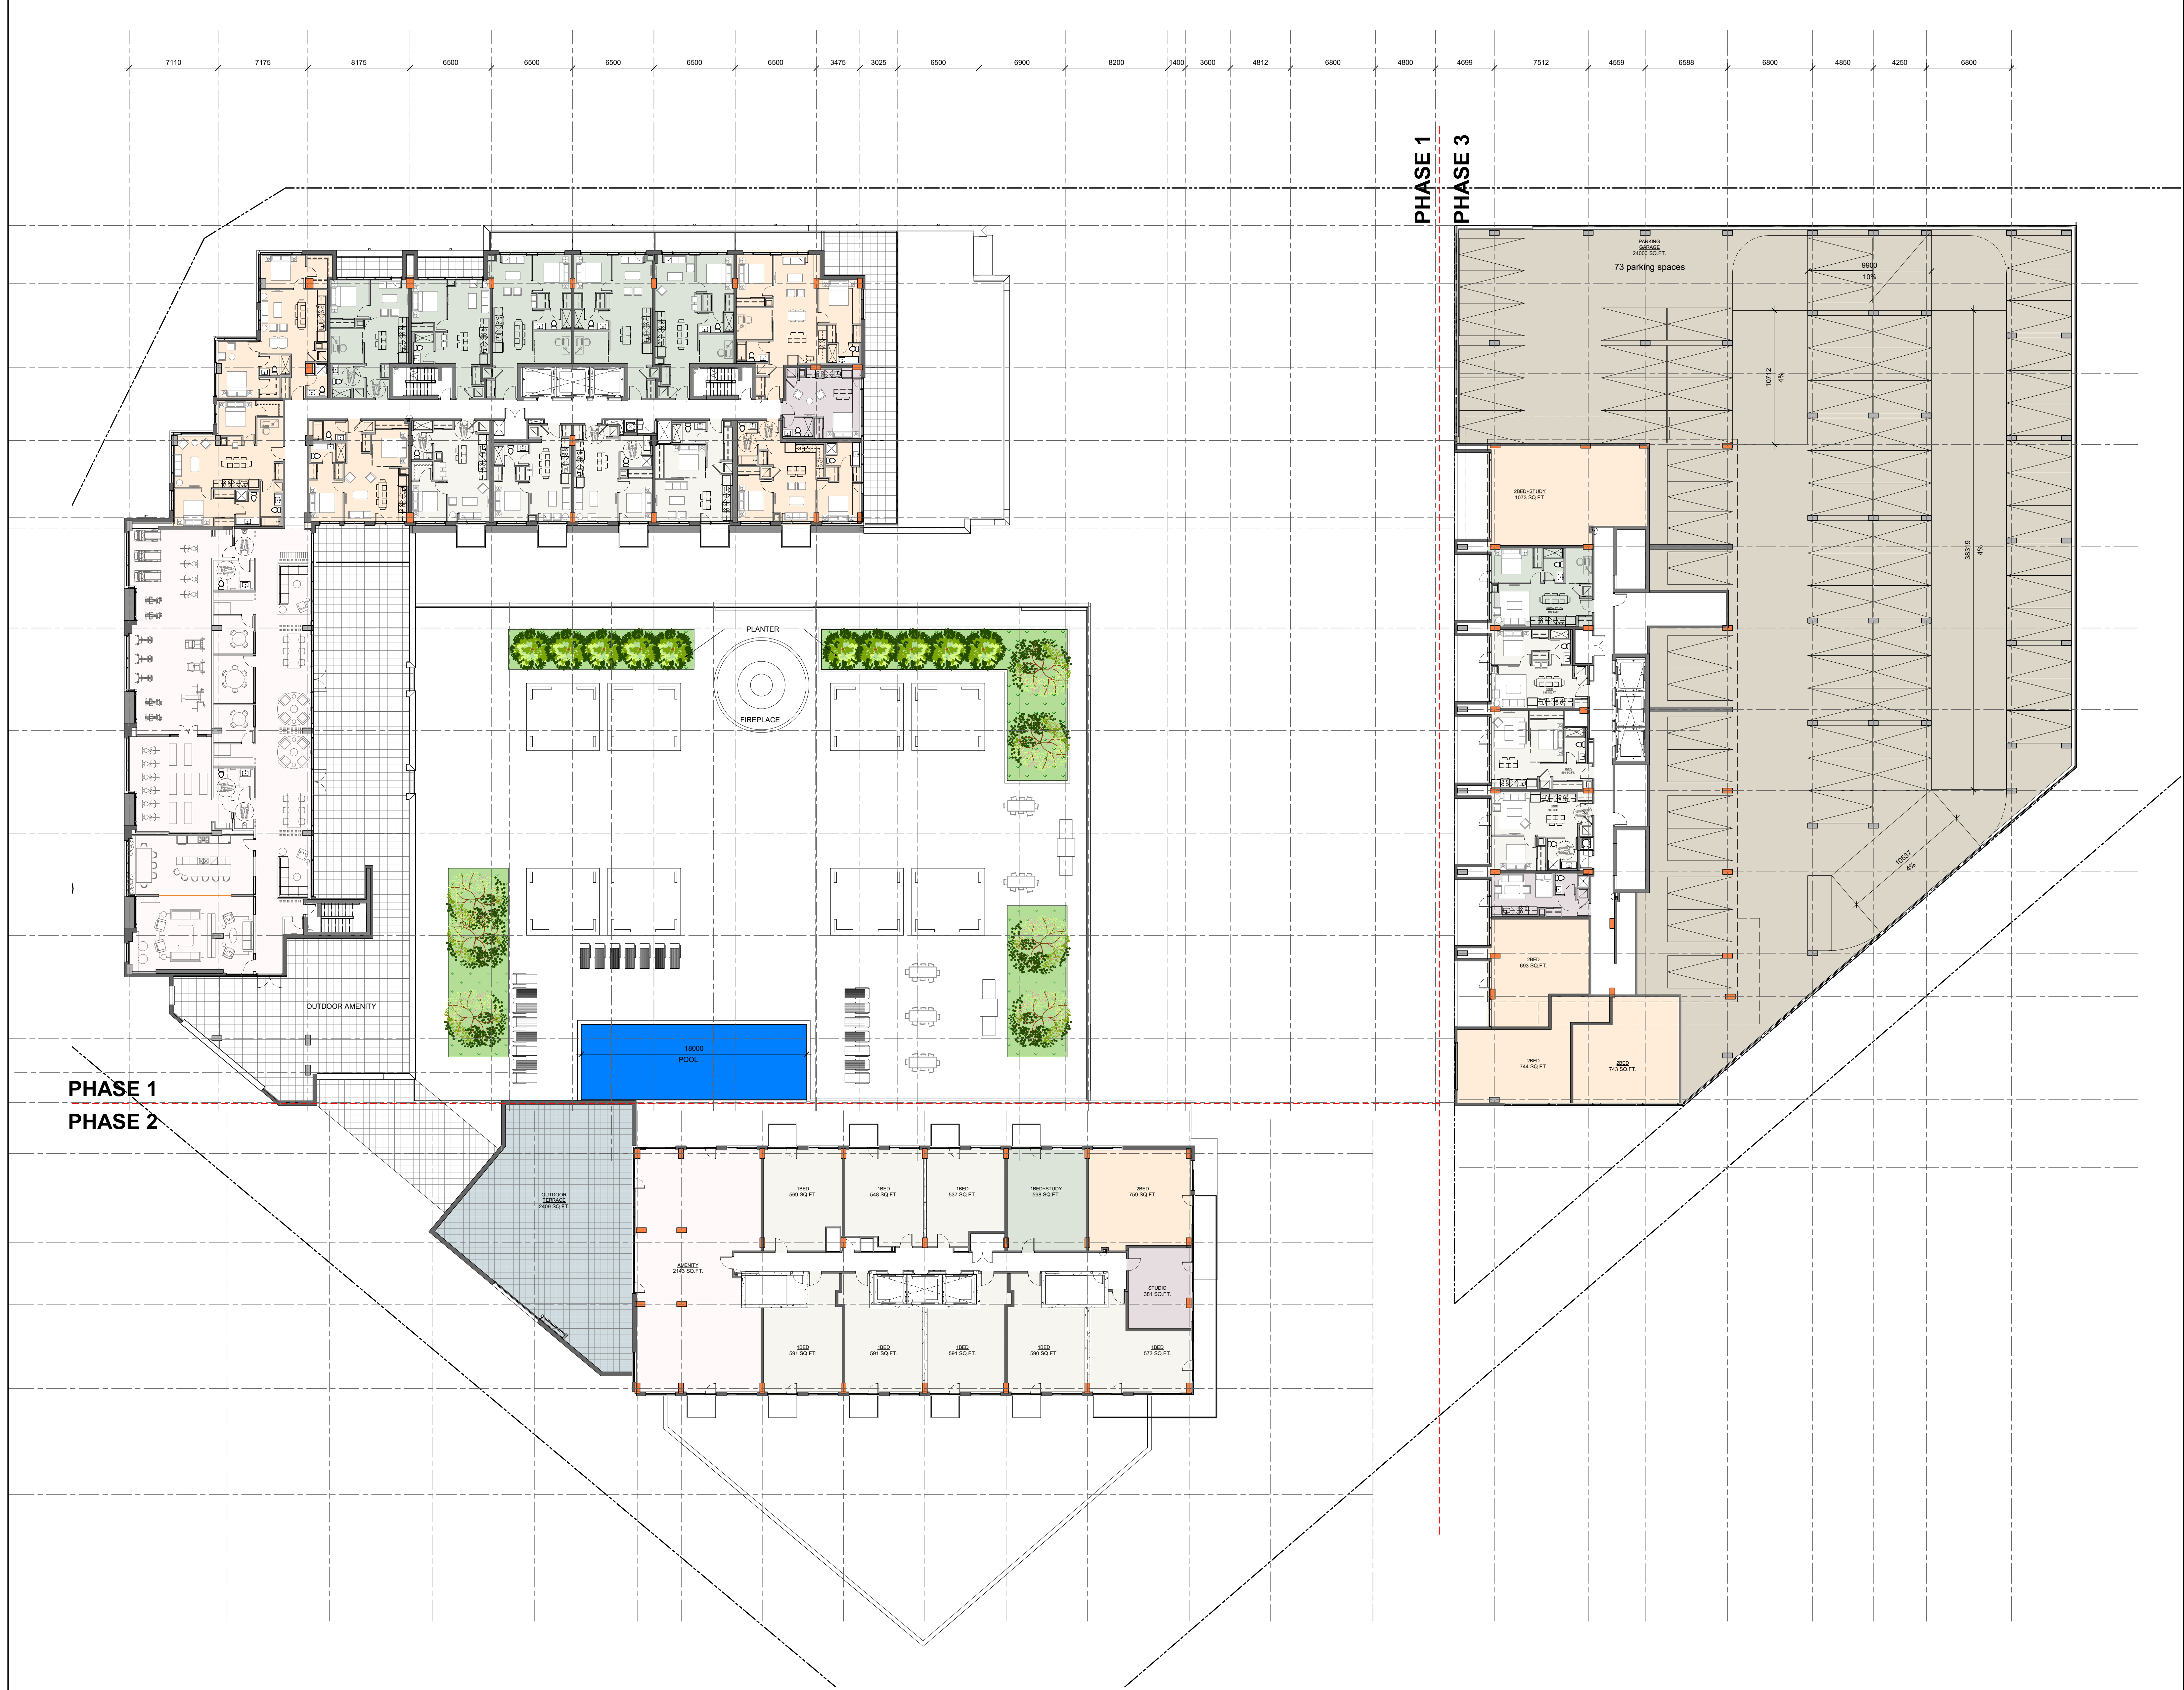 7110 7175 8175 6500 6500 6500 6500 6500 3475 3025 6500 6900 8200 1400 3600 4812 6800 4800 4699 7512 4559 6588 6800 4850 4250 6800
PHASE 1
PHASE 3
PARKING
GARAGE
24000 SQ.FT.
73 parking spaces
9900
10%
10712
4%
38319
4%
10537
4%
2BED+STUDY
1073 SQ.FT.
2BED
693 SQ.FT.
2BED
744 SQ.FT.
2BED
743 SQ.FT.
PLANTER
FIREPLACE
OUTDOOR AMENITY
18000
POOL
PHASE 1
PHASE 2
OUTDOOR
TERRACE
2409 SQ.FT.
AMENITY
2143 SQ.FT.
1BED
569 SQ.FT.
1BED
548 SQ.FT.
1BED
537 SQ.FT.
1BED+STUDY
598 SQ.FT.
2BED
759 SQ.FT.
STUDIO
381 SQ.FT.
1BED
591 SQ.FT.
1BED
591 SQ.FT.
1BED
591 SQ.FT.
1BED
590 SQ.FT.
1BED
573 SQ.FT.